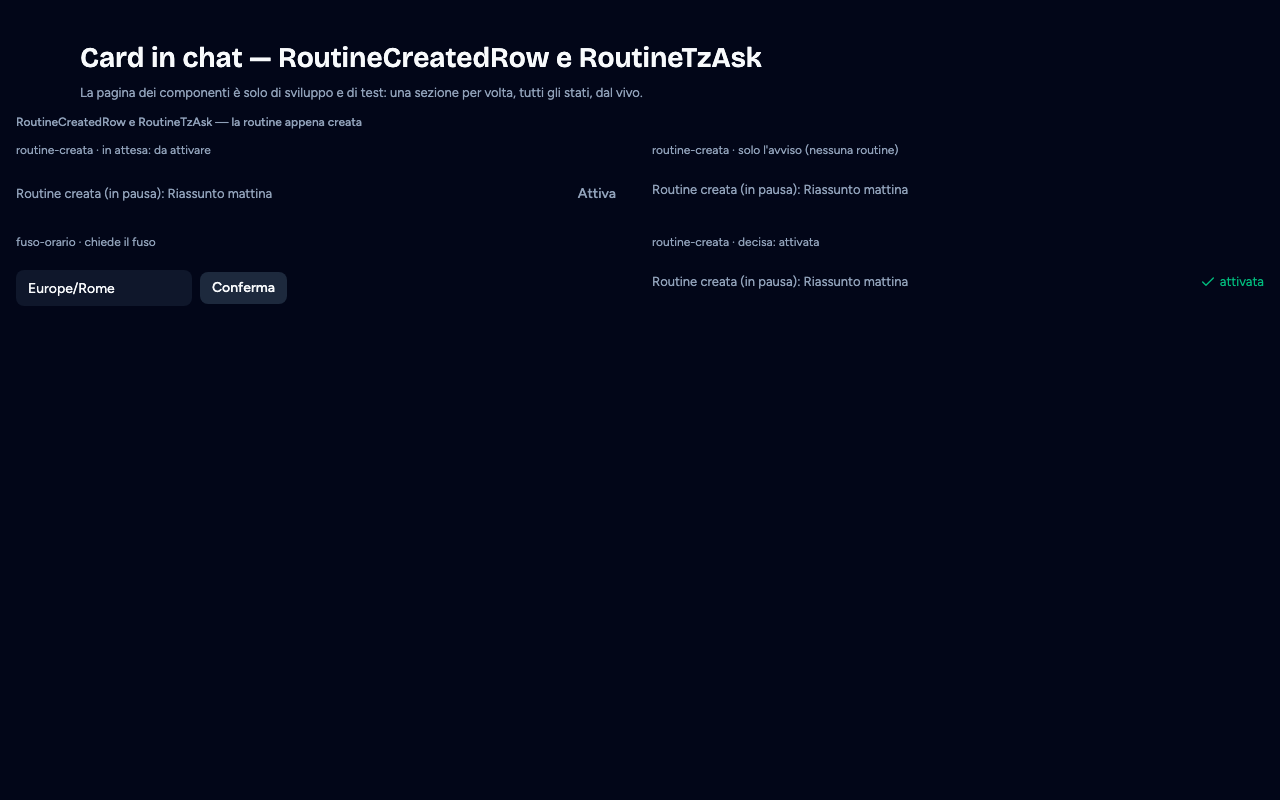 Card in chat — RoutineCreatedRow e RoutineTzAsk
La pagina dei componenti è solo di sviluppo e di test: una sezione per volta, tutti gli stati, dal vivo.
RoutineCreatedRow e RoutineTzAsk — la routine appena creata
routine-creata · in attesa: da attivare
Routine creata (in pausa): Riassunto mattina
Attiva
routine-creata · solo l'avviso (nessuna routine)
Routine creata (in pausa): Riassunto mattina
fuso-orario · chiede il fuso
Europe/Rome
Conferma
routine-creata · decisa: attivata
Routine creata (in pausa): Riassunto mattina
attivata